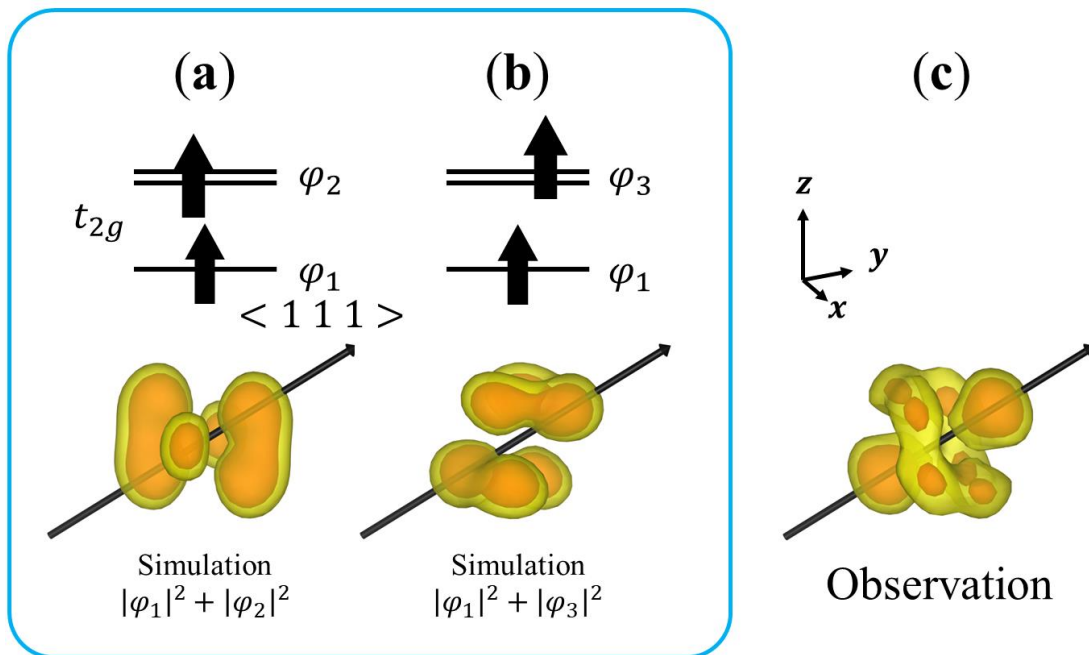 (a)
(b)
(c)
φ₂
φ₃
t₂g
φ₁
φ₁
< 1 1 1 >
z
y
x
Simulation
|φ₁|² + |φ₂|²
Simulation
|φ₁|² + |φ₃|²
Observation